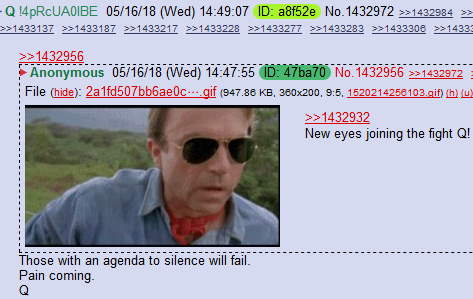 Q !4pRcUA0lBE 05/16/18 (Wed) 14:49:07 ID: a8f52e No.1432972 >>1432984
>>1433137 >>1433187 >>1433217 >>1433228 >>1433277 >>1433283 >>1433306
>>1432956
Anonymous 05/16/18 (Wed) 14:47:55 ID: 47ba70 No.1432956 >>1432972
File (hide): 2a1fd507bb6ae0c⋯.gif (947.86 KB, 360x200, 9:5, 1520214256103.gif) (h) (u)
>>1432932
New eyes joining the fight Q!
Those with an agenda to silence will fail.
Pain coming.
Q